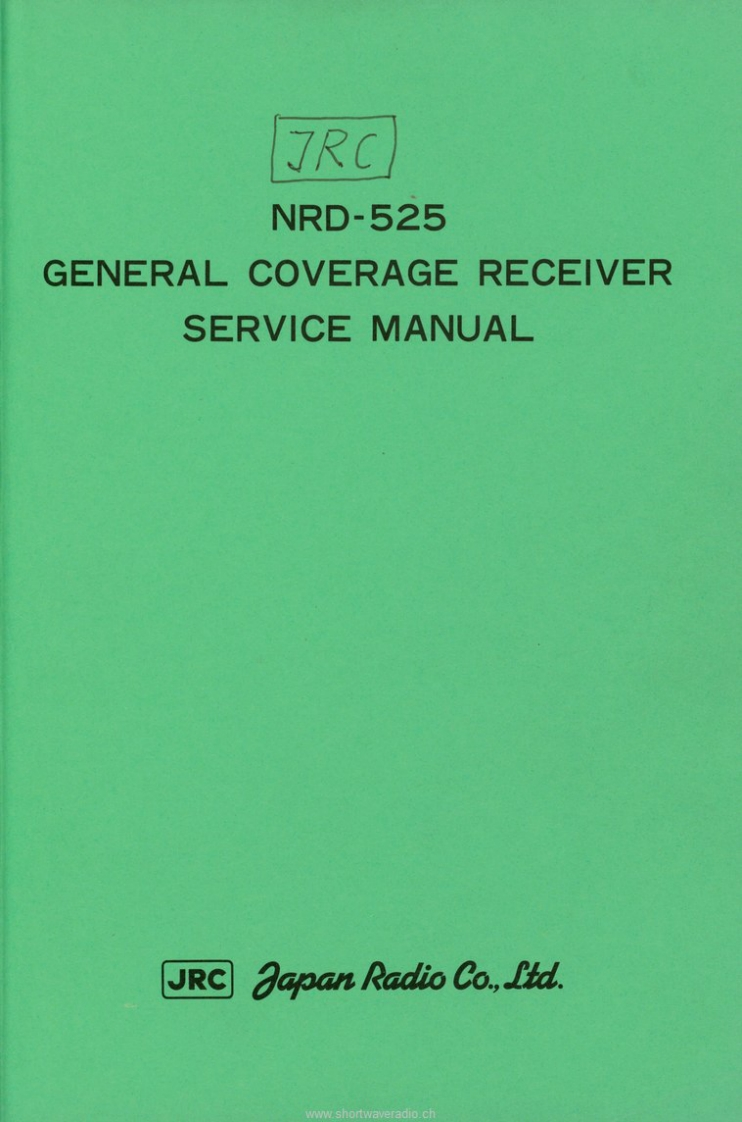 JRC
NRD-525
GENERAL COVERAGE RECEIVER
SERVICE MANUAL
JRC Japan Radio Co., Ltd.
www.shortwaveradio.ch